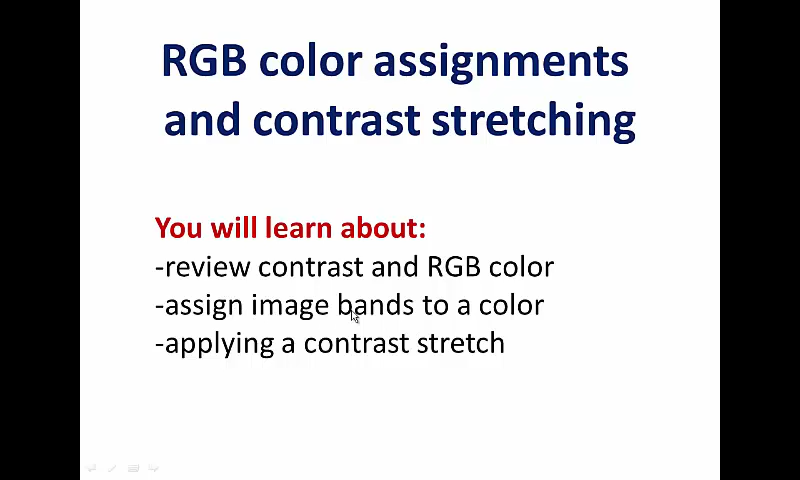 RGB color assignments
and contrast stretching
You will learn about:
-review contrast and RGB color
-assign image bands to a color
-applying a contrast stretch